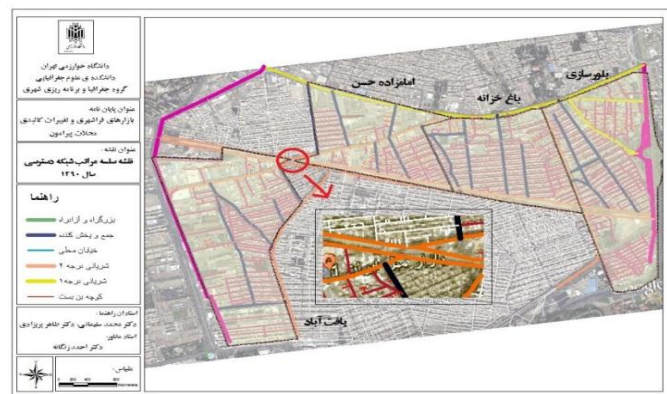 دانشگاه خوارزمی تهران
دانشکده ی علوم جغرافیایی
گروه جغرافیا و برنامه ریزی شهری
عنوان پایان نامه
بازارهای فراشهری و تغییرات کالبدی
محلات پیرامون
عنوان نقشه:
نقشه سلسه مراتب شبکه دسترسی
سال ۱۳۹۰
راهنما
بزرگراه و آزادراه
جمع و پخش کننده
خیابان محلی
شریانی درجه ۲
شریانی درجه ۱
کوچه بن بست
استادان راهنما:
دکتر محمد سلیمانی، دکتر طاهر پریزادی
استاد مشاور:
دکتر احمد زنگانه
مقیاس:
بلورسازی
باغ خزانه
امامزاده حسن
یافت آباد